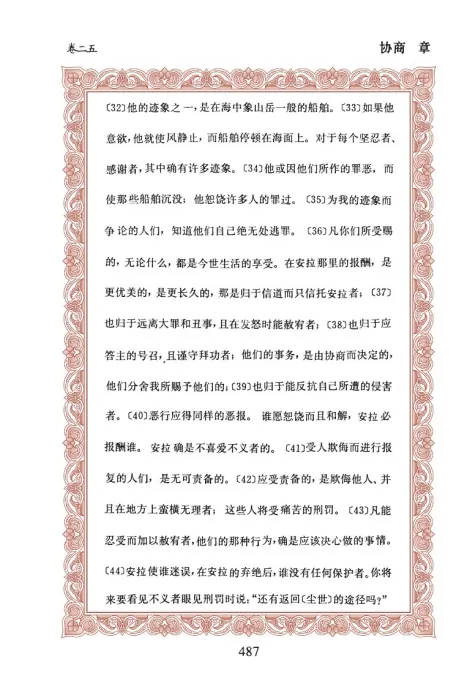 卷二五
协商 章
〔32〕他的迹象之一,是在海中象山岳一般的船舶。〔33〕如果他
意欲,他就使风静止,而船舶停顿在海面上。对于每个坚忍者、
感谢者,其中确有许多迹象。〔34〕他或因他们所作的罪恶,而
使那些船舶沉没;他恕饶许多人的罪过。〔35〕为我的迹象而
争论的人们,知道他们自己绝无处逃罪。〔36〕凡你们所受赐
的,无论什么,都是今世生活的享受。在安拉那里的报酬,是
更优美的,是更长久的,那是归于信道而只信托安拉者;〔37〕
也归于远离大罪和丑事,且在发怒时能赦宥者;〔38〕也归于应
答主的号召,且谨守拜功者;他们的事务,是由协商而决定的,
他们分舍我所赐予他们的;〔39〕也归于能反抗自己所遭的侵害
者。〔40〕恶行应得同样的恶报。谁愿恕饶而且和解,安拉必
报酬谁。安拉确是不喜爱不义者的。〔41〕受人欺侮而进行报
复的人们,是无可责备的。〔42〕应受责备的,是欺侮他人、并
且在地方上蛮横无理者;这些人将受痛苦的刑罚。〔43〕凡能
忍受而加以赦宥者,他们的那种行为,确是应该决心做的事情。
〔44〕安拉使谁迷误,在安拉的弃绝后,谁没有任何保护者。你将
来要看见不义者眼见刑罚时说:“还有返回〔尘世〕的途径吗?”
487